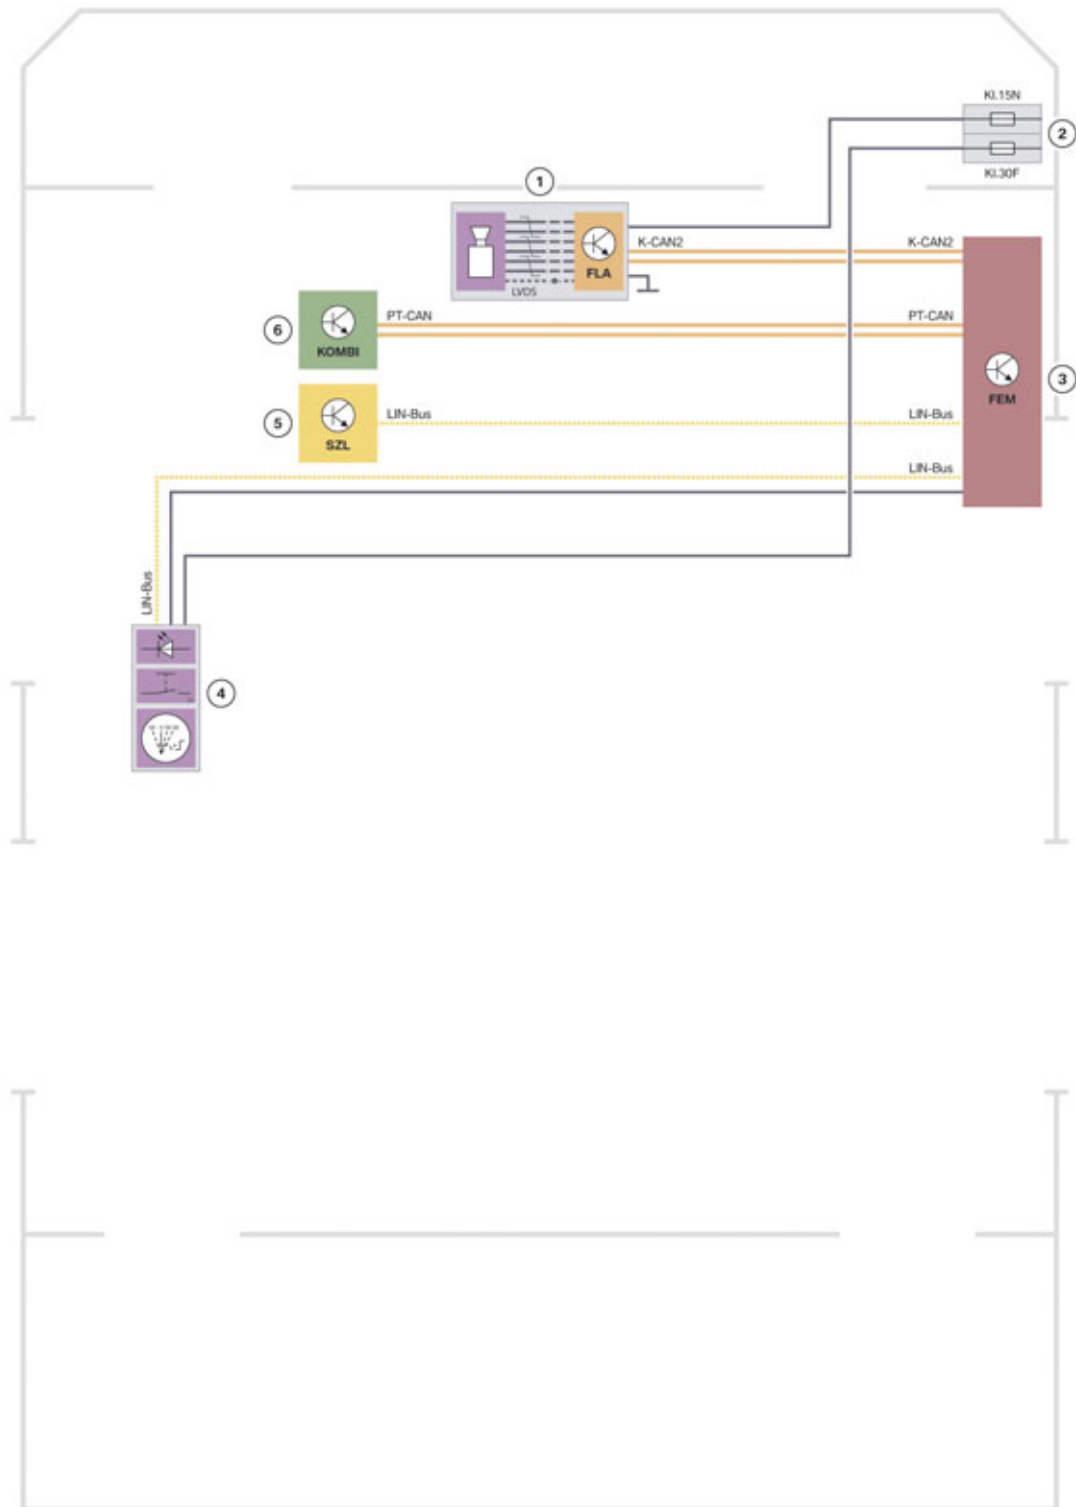 Kl.15N
2
Kl.30F
1
K-CAN2
K-CAN2
FLA
LVDS
6
KOMBI
PT-CAN
PT-CAN
3
FEM
5
SZL
LIN-Bus
LIN-Bus
LIN-Bus
LIN-Bus
4